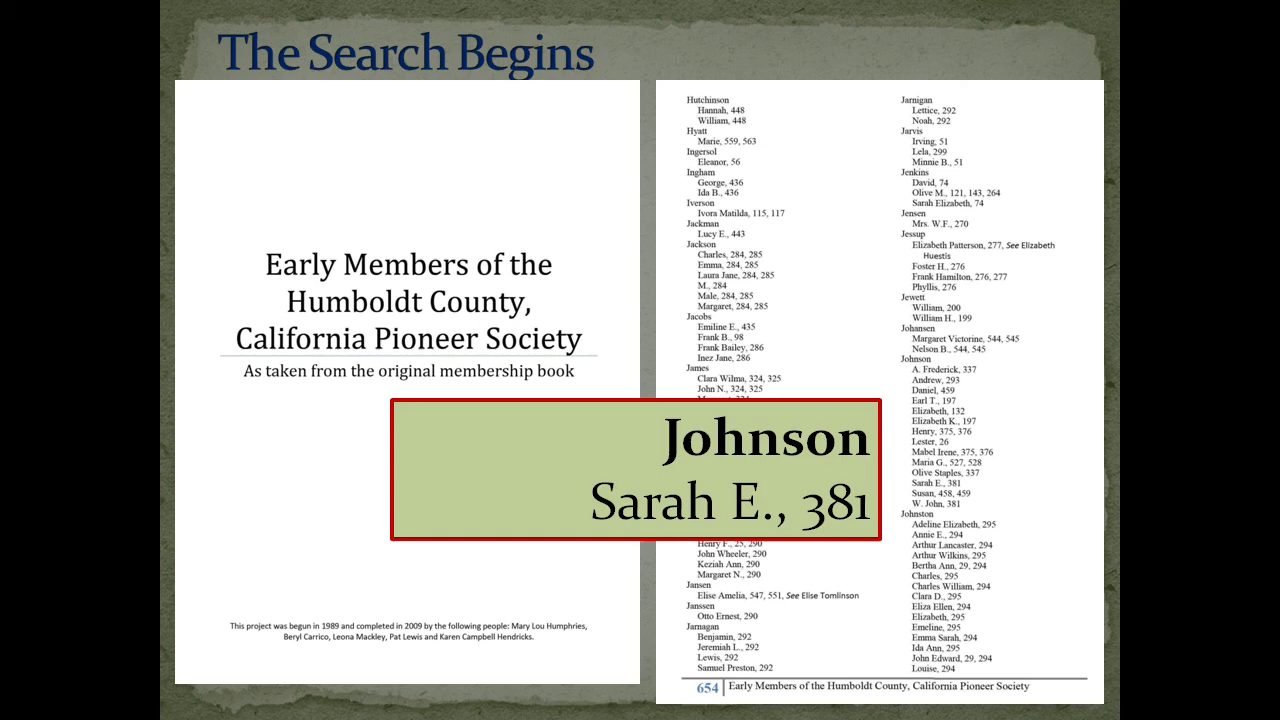 The Search Begins
Early Members of the
Humboldt County,
California Pioneer Society
As taken from the original membership book
This project was begun in 1989 and completed in 2009 by the following people: Mary Lou Humphries,
Beryl Carrico, Leona Mackley, Pat Lewis and Karen Campbell Hendricks.
Hutchinson
Hannah, 448
William, 448
Hyatt
Marie, 559, 563
Ingersol
Eleanor, 56
Ingham
George, 436
Ida B., 436
Iverson
Ivora Matilda, 115, 117
Jackman
Lucy E., 443
Jackson
Charles, 284, 285
Emma, 284, 285
Laura Jane, 284, 285
M., 284
Male, 284, 285
Margaret, 284, 285
Jacobs
Emiline E., 435
Frank B., 98
Frank Bailey, 286
Inez Jane, 286
James
Clara Wilma, 324, 325
John N., 324, 325
Johnson
Sarah E., 381
Henry F., 25, 290
John Wheeler, 290
Keziah Ann, 290
Margaret N., 290
Jansen
Elise Amelia, 547, 551, See Elise Tomlinson
Janssen
Otto Ernest, 290
Jarnagan
Benjamin, 292
Jeremiah L., 292
Lewis, 292
Samuel Preston, 292
Jarnigan
Lettice, 292
Noah, 292
Jarvis
Irving, 51
Lela, 299
Minnie B., 51
Jenkins
David, 74
Olive M., 121, 143, 264
Sarah Elizabeth, 74
Jensen
Mrs. W.F., 270
Jessup
Elizabeth Patterson, 277, See Elizabeth
Huestis
Foster H., 276
Frank Hamilton, 276, 277
Phyllis, 276
Jewett
William, 200
William H., 199
Johansen
Margaret Victorine, 544, 545
Nelson B., 544, 545
Johnson
A. Frederick, 337
Andrew, 293
Daniel, 459
Earl T., 197
Elizabeth, 132
Elizabeth K., 197
Henry, 375, 376
Lester, 26
Mabel Irene, 375, 376
Maria G., 527, 528
Olive Staples, 337
Sarah E., 381
Susan, 458, 459
W. John, 381
Johnston
Adeline Elizabeth, 295
Annie E., 294
Arthur Lancaster, 294
Arthur Wilkins, 295
Bertha Ann, 29, 294
Charles, 295
Charles William, 294
Clara D., 295
Eliza Ellen, 294
Elizabeth, 295
Emeline, 295
Emma Sarah, 294
Ida Ann, 295
John Edward, 29, 294
Louise, 294
654 Early Members of the Humboldt County, California Pioneer Society